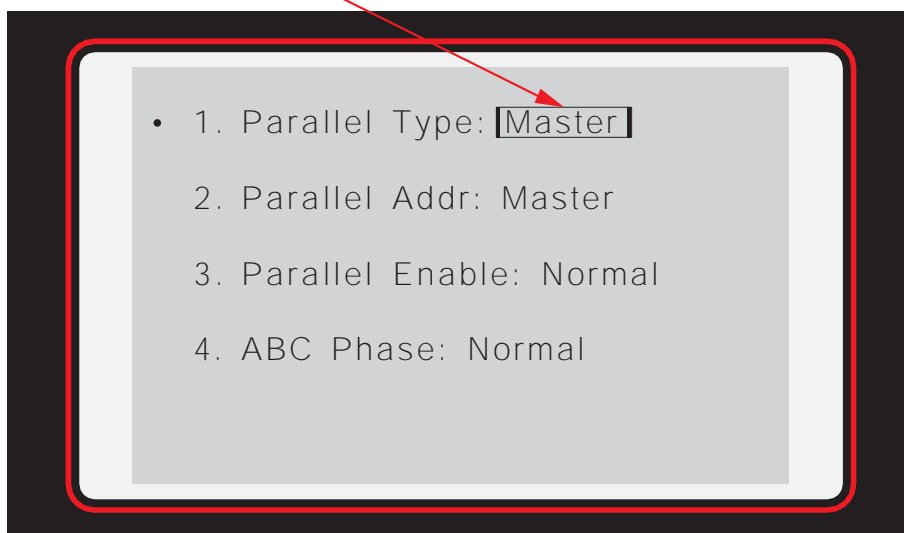 • 1. Parallel Type: Master
2. Parallel Addr: Master
3. Parallel Enable: Normal
4. ABC Phase: Normal